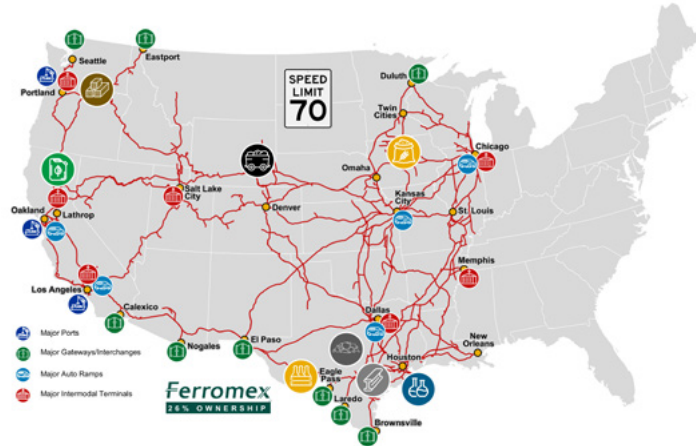 Seattle
Eastport
Portland
SPEED
LIMIT
70
Duluth
Twin
Cities
Chicago
Omaha
Salt Lake
City
Denver
Kansas
City
St. Louis
Oakland
Lathrop
Los Angeles
Calexico
Nogales
El Paso
Dallas
Memphis
New
Orleans
Houston
Eagle
Pass
Laredo
Brownsville
Major Ports
Major Gateways/Interchanges
Major Auto Ramps
Major Intermodal Terminals
Ferromex
26% OWNERSHIP